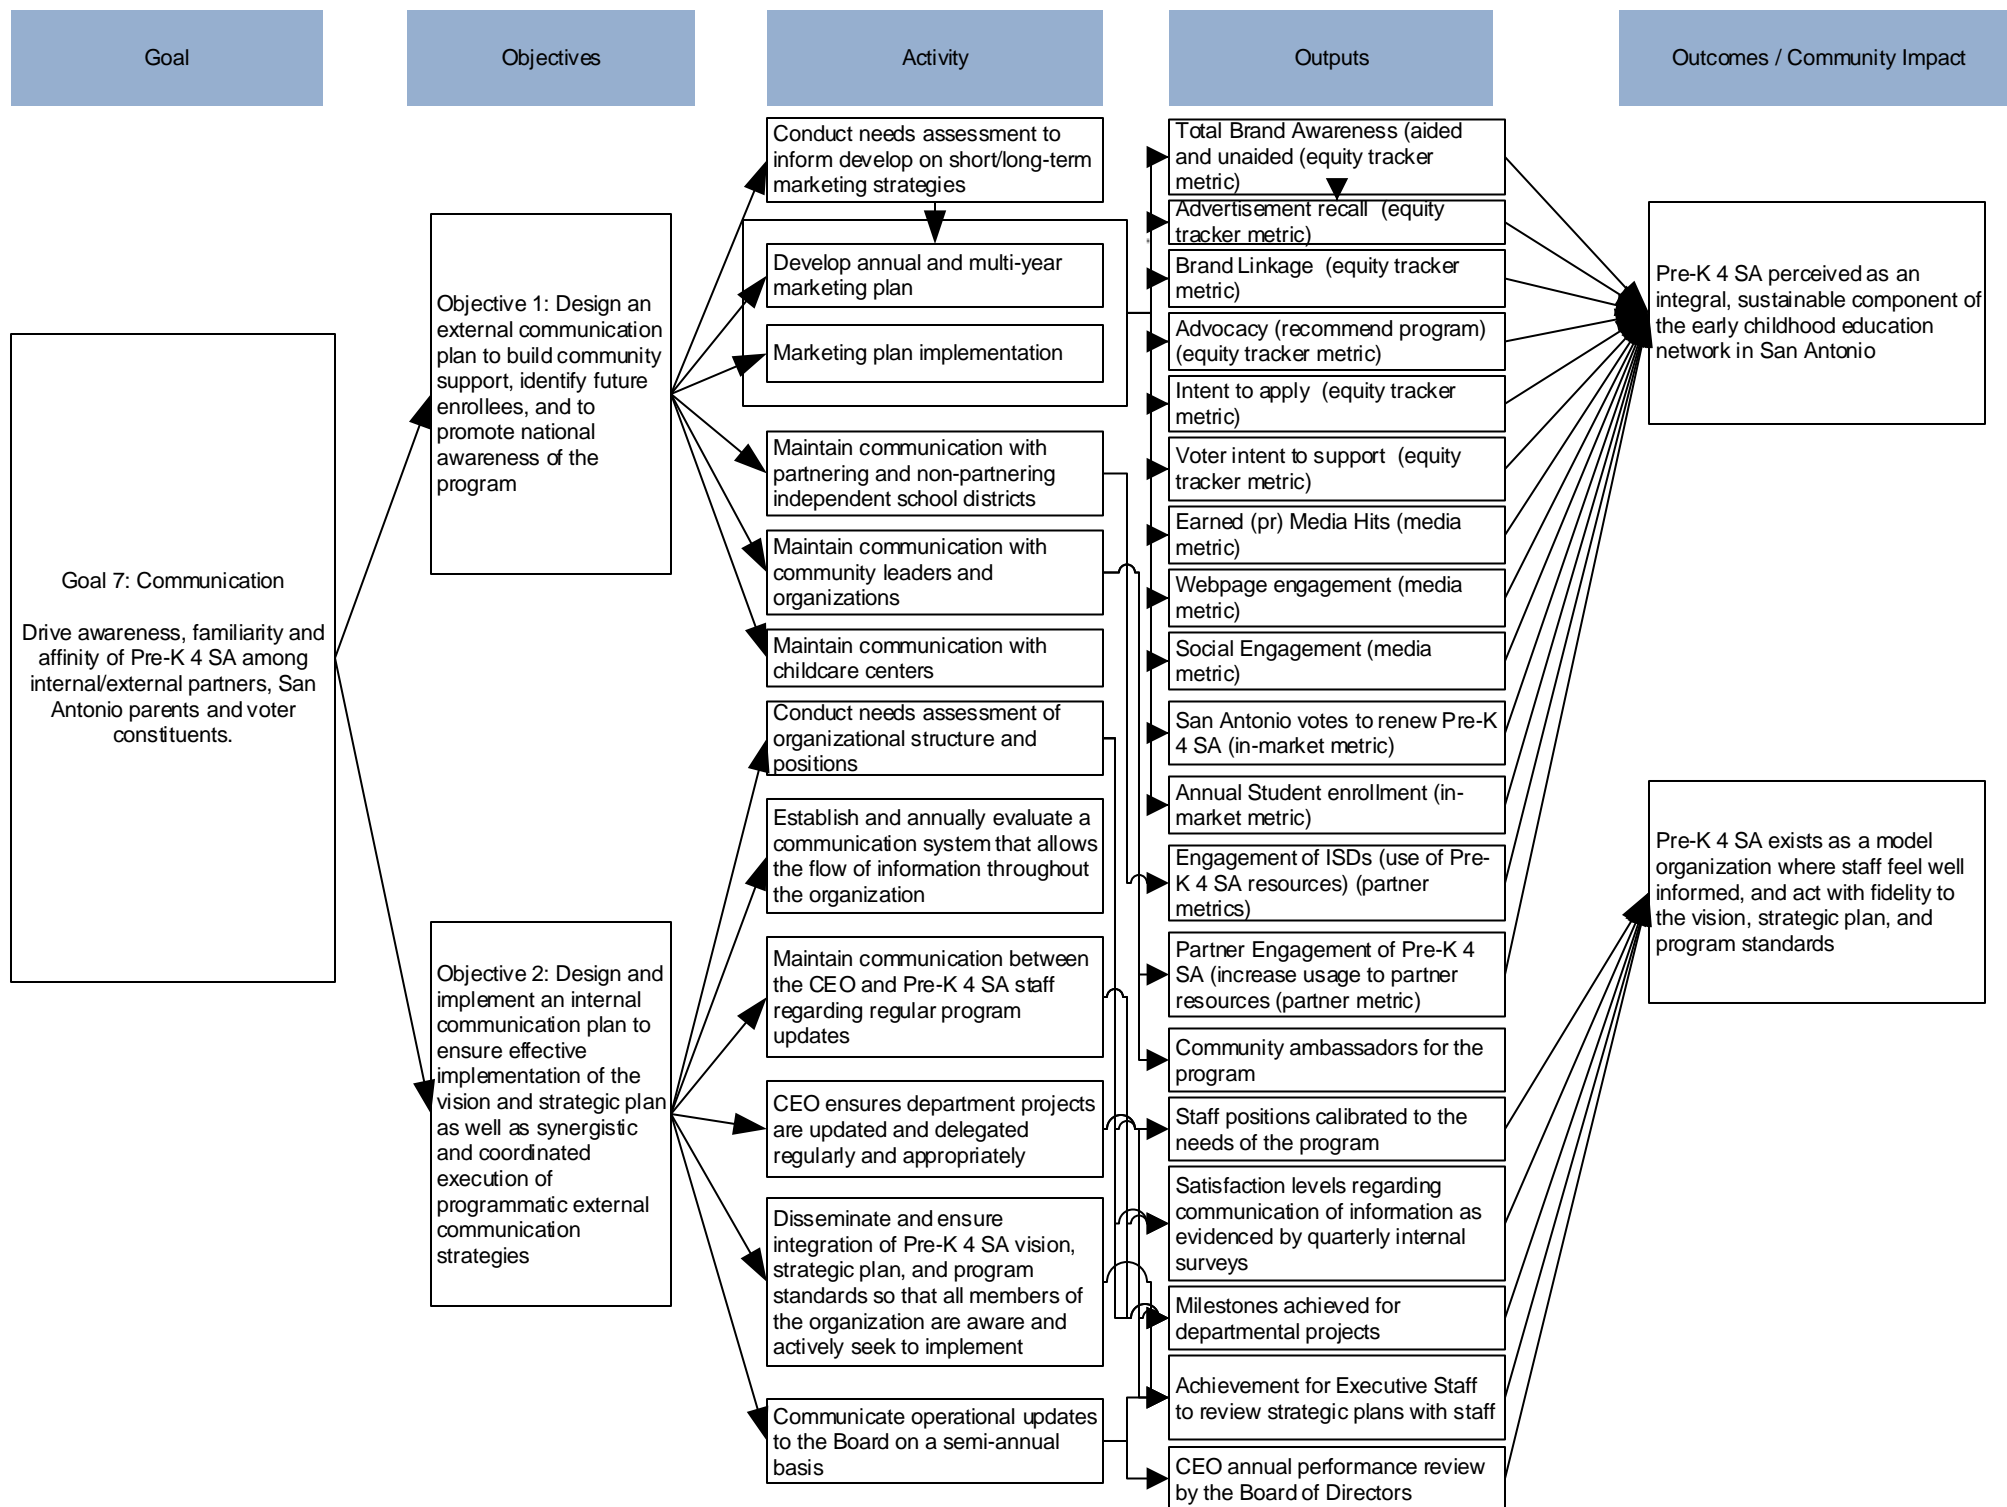 Goal
Objectives
Activity
Outputs
Outcomes / Community Impact
Goal 7: Communication
Drive awareness, familiarity and
affinity of Pre-K 4 SA among
internal/external partners, San
Antonio parents and voter
constituents.
Objective 1: Design an
external communication
plan to build community
support, identify future
enrollees, and to
promote national
awareness of the
program
Objective 2: Design and
implement an internal
communication plan to
ensure effective
implementation of the
vision and strategic plan
as well as synergistic
and coordinated
execution of
programmatic external
communication
strategies
Conduct needs assessment to
inform develop on short/long-term
marketing strategies
Develop annual and multi-year
marketing plan
Marketing plan implementation
Maintain communication with
partnering and non-partnering
independent school districts
Maintain communication with
community leaders and
organizations
Maintain communication with
childcare centers
Conduct needs assessment of
organizational structure and
positions
Establish and annually evaluate a
communication system that allows
the flow of information throughout
the organization
Maintain communication between
the CEO and Pre-K 4 SA staff
regarding regular program
updates
CEO ensures department projects
are updated and delegated
regularly and appropriately
Disseminate and ensure
integration of Pre-K 4 SA vision,
strategic plan, and program
standards so that all members of
the organization are aware and
actively seek to implement
Communicate operational updates
to the Board on a semi-annual
basis
Total Brand Awareness (aided
and unaided (equity tracker
metric)
Advertisement recall  (equity
tracker metric)
Brand Linkage  (equity tracker
metric)
Advocacy (recommend program)
(equity tracker metric)
Intent to apply  (equity tracker
metric)
Voter intent to support  (equity
tracker metric)
Earned (pr) Media Hits (media
metric)
Webpage engagement (media
metric)
Social Engagement (media
metric)
San Antonio votes to renew Pre-K
4 SA (in-market metric)
Annual Student enrollment (in-
market metric)
Engagement of ISDs (use of Pre-
K 4 SA resources) (partner
metrics)
Partner Engagement of Pre-K 4
SA (increase usage to partner
resources (partner metric)
Community ambassadors for the
program
Staff positions calibrated to the
needs of the program
Satisfaction levels regarding
communication of information as
evidenced by quarterly internal
surveys
Milestones achieved for
departmental projects
Achievement for Executive Staff
to review strategic plans with staff
CEO annual performance review
by the Board of Directors
Pre-K 4 SA perceived as an
integral, sustainable component of
the early childhood education
network in San Antonio
Pre-K 4 SA exists as a model
organization where staff feel well
informed, and act with fidelity to
the vision, strategic plan, and
program standards